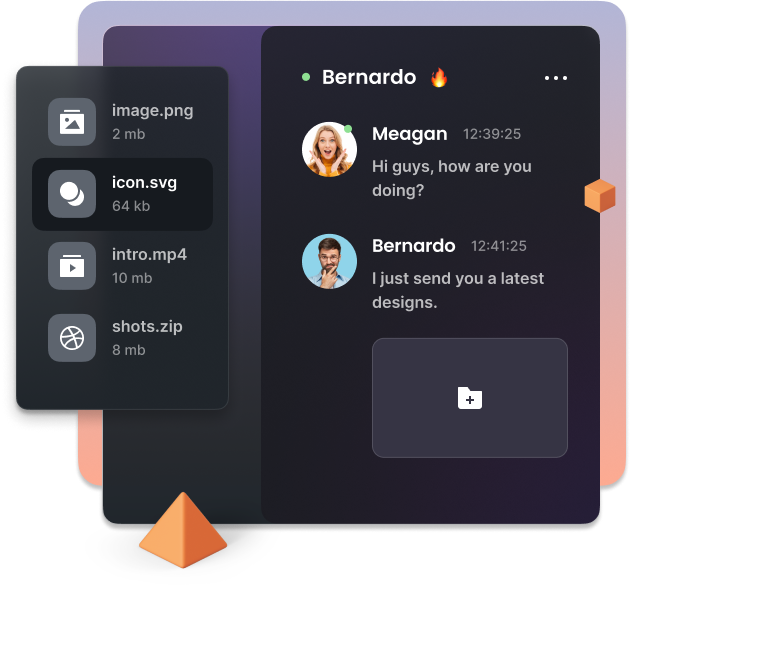 image.png
2 mb
icon.svg
64 kb
intro.mp4
10 mb
shots.zip
8 mb
Bernardo 🔥
Meagan 12:39:25
Hi guys, how are you
doing?
Bernardo 12:41:25
I just send you a latest
designs.